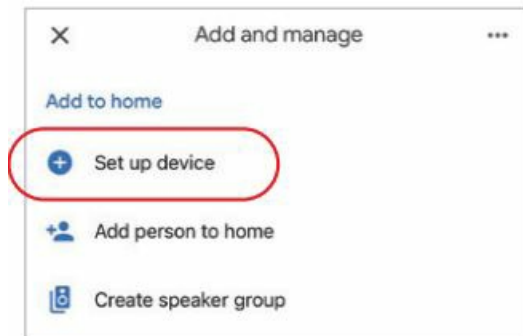 Add and manage
Add to home
Set up device
Add person to home
Create speaker group